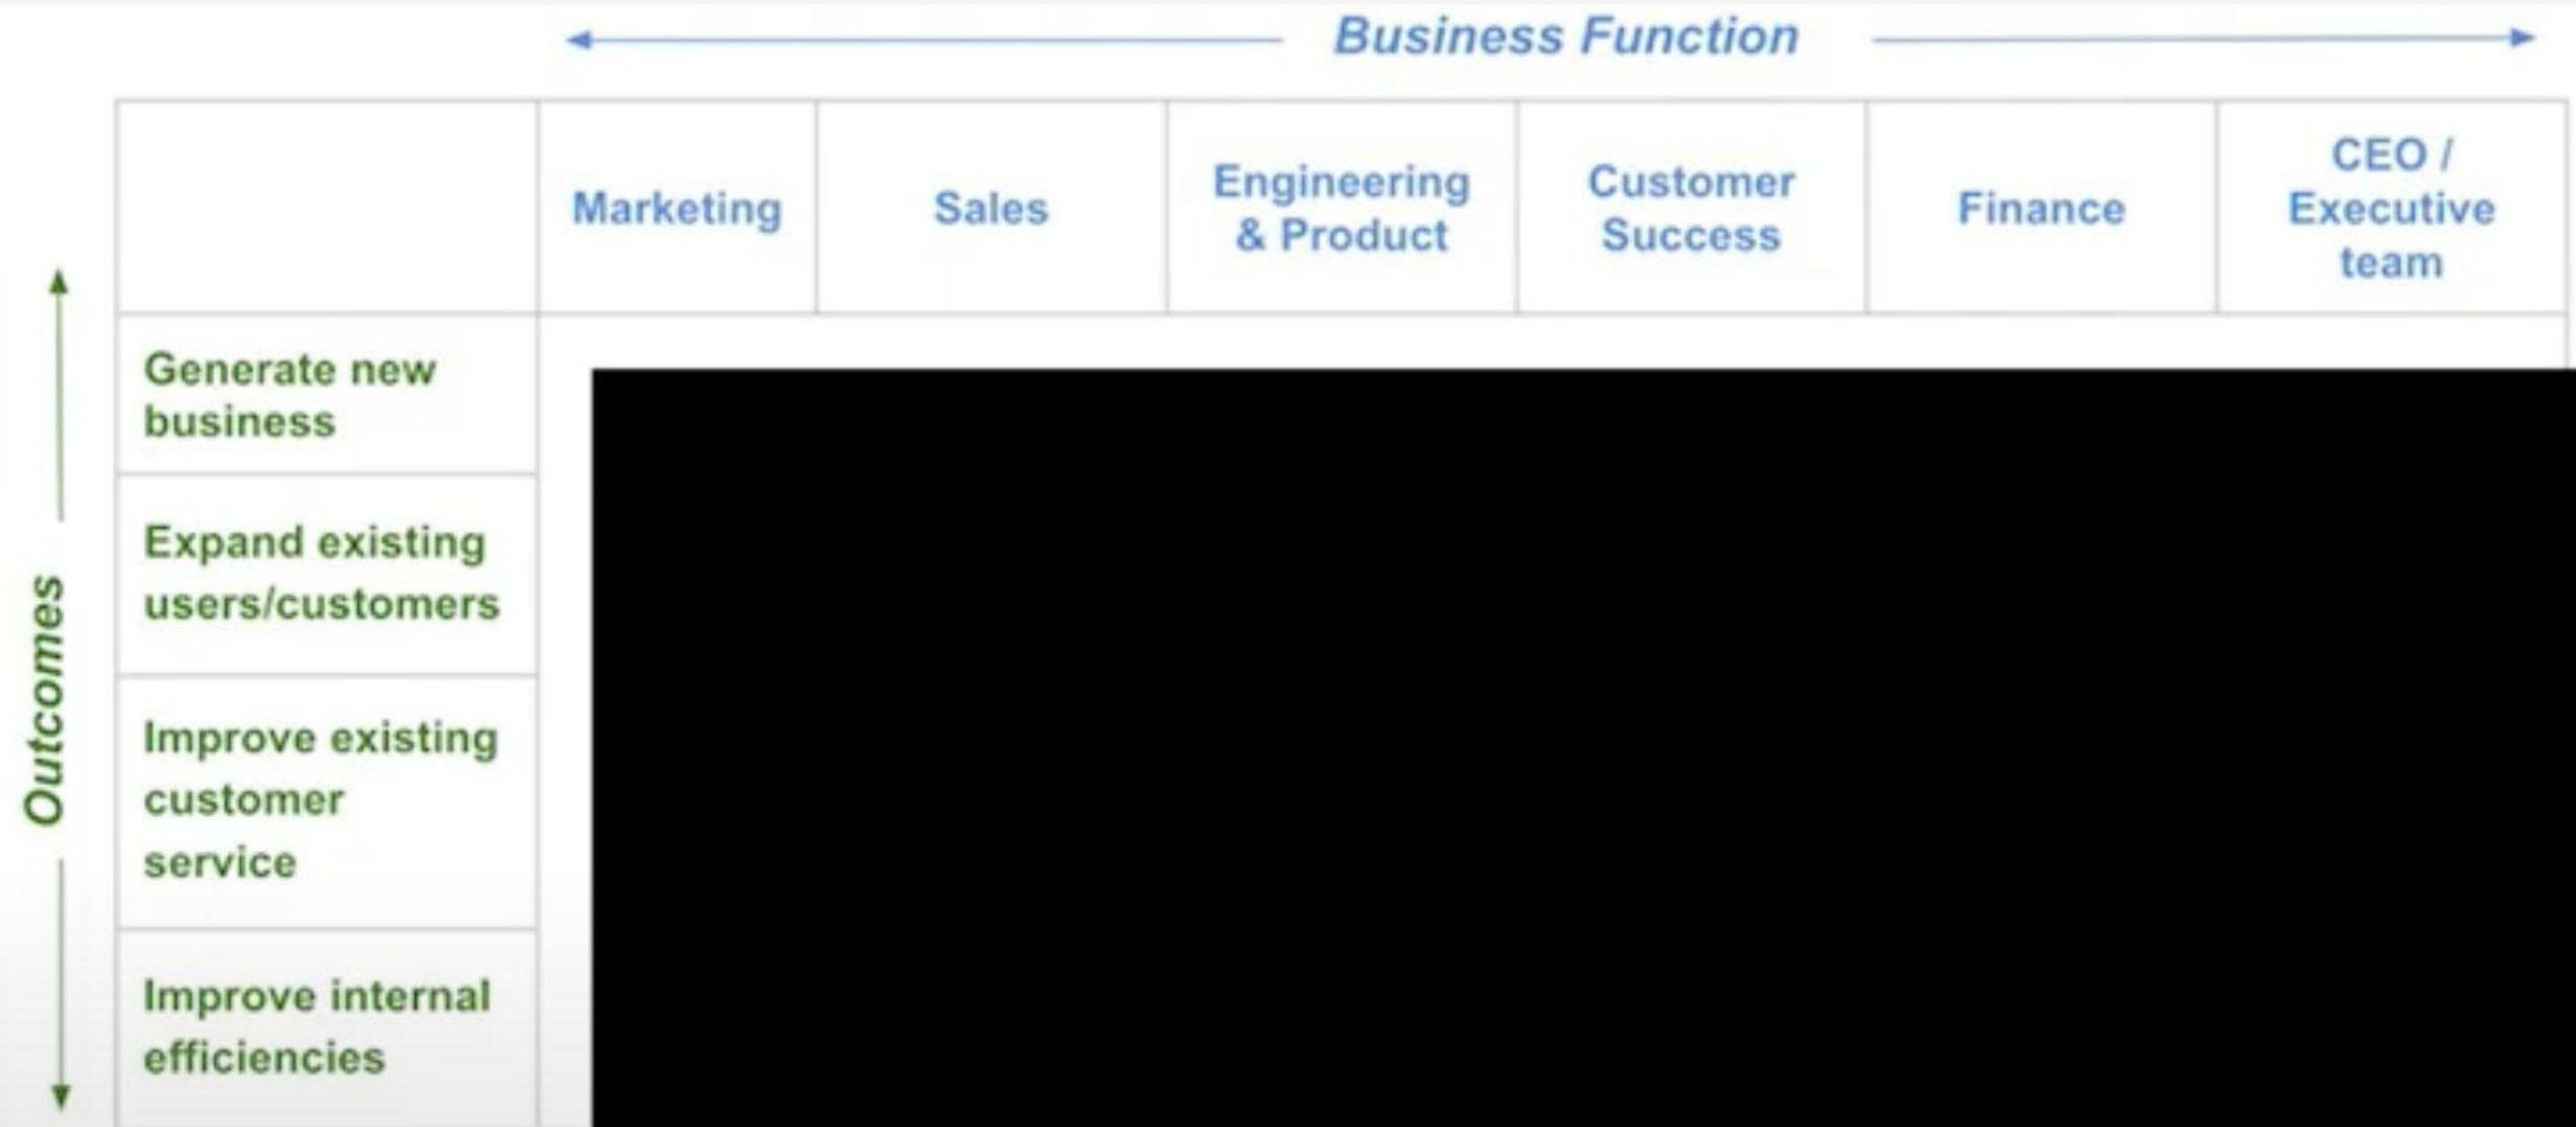 Business Function
Marketing
Sales
Engineering
& Product
Customer
Success
Finance
CEO /
Executive
team
Outcomes
Generate new
business
Expand existing
users/customers
Improve existing
customer
service
Improve internal
efficiencies